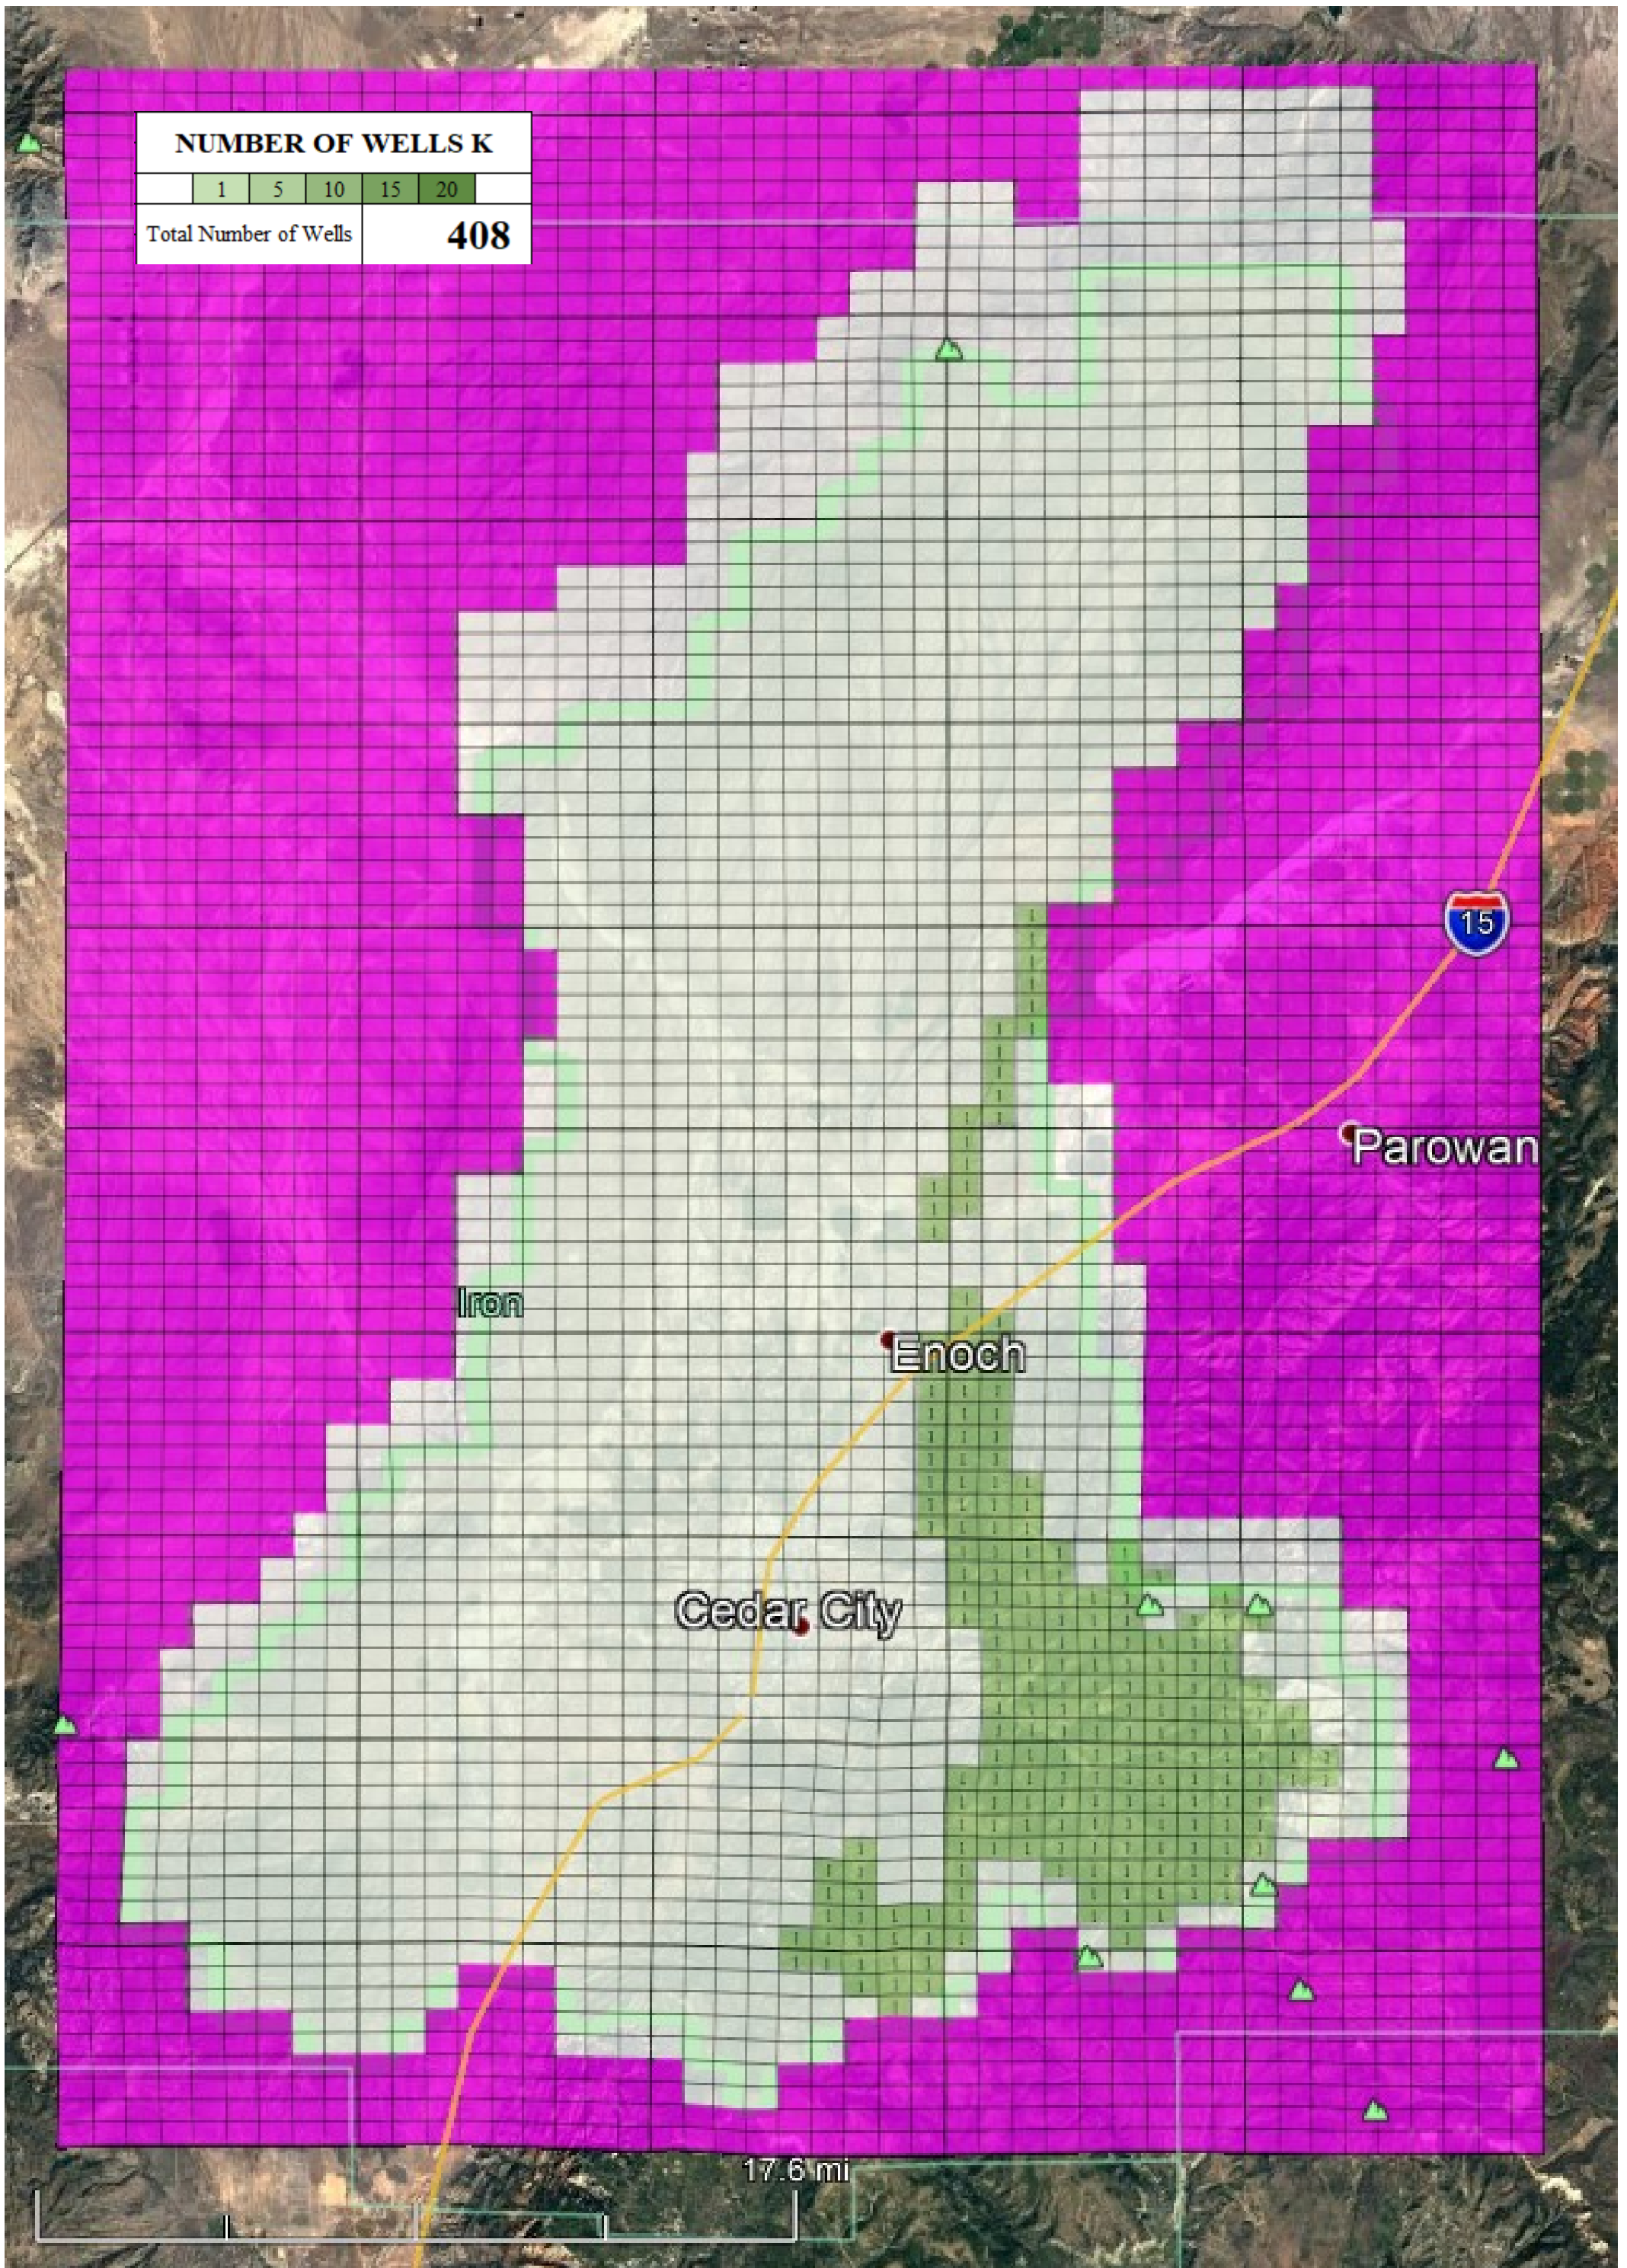 NUMBER OF WELLS K
1 5 10 15 20
Total Number of Wells 408
15
Parowan
Iron
Enoch
Cedar City
17.6 mi